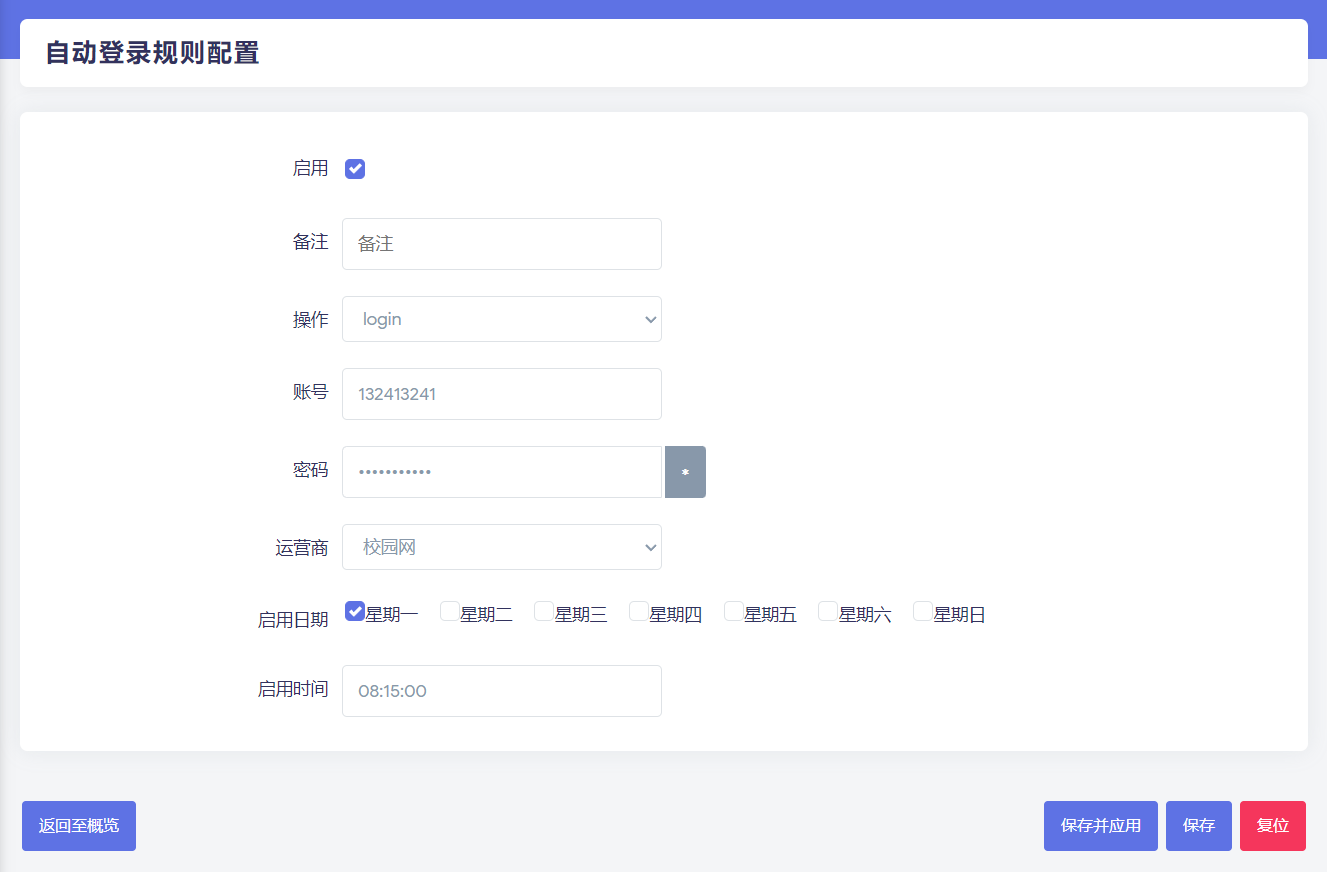 自动登录规则配置
启用
备注 备注
操作 login
账号 132413241
密码 ••••••••••• *
运营商 校园网
启用日期 星期一 星期二 星期三 星期四 星期五 星期六 星期日
启用时间 08:15:00
返回至概览 保存并应用 保存 复位